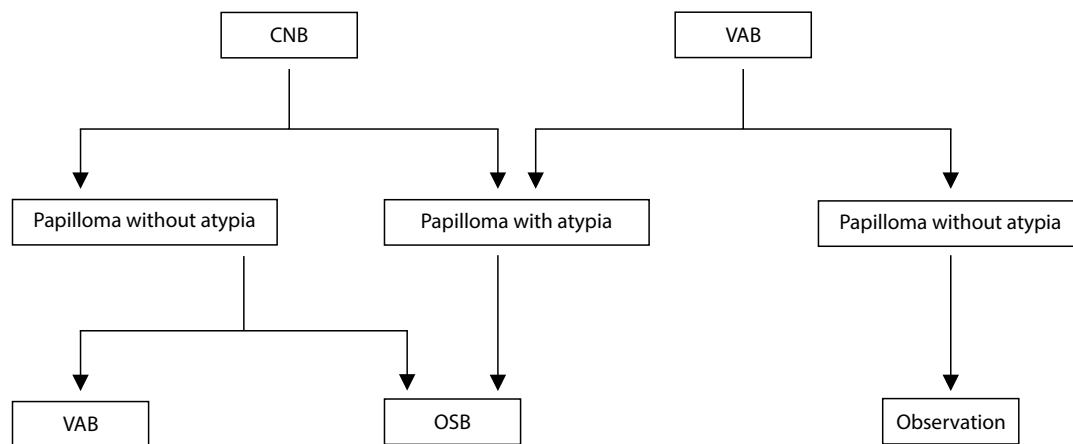 CNB
VAB
Papilloma without atypia
Papilloma with atypia
Papilloma without atypia
VAB
OSB
Observation